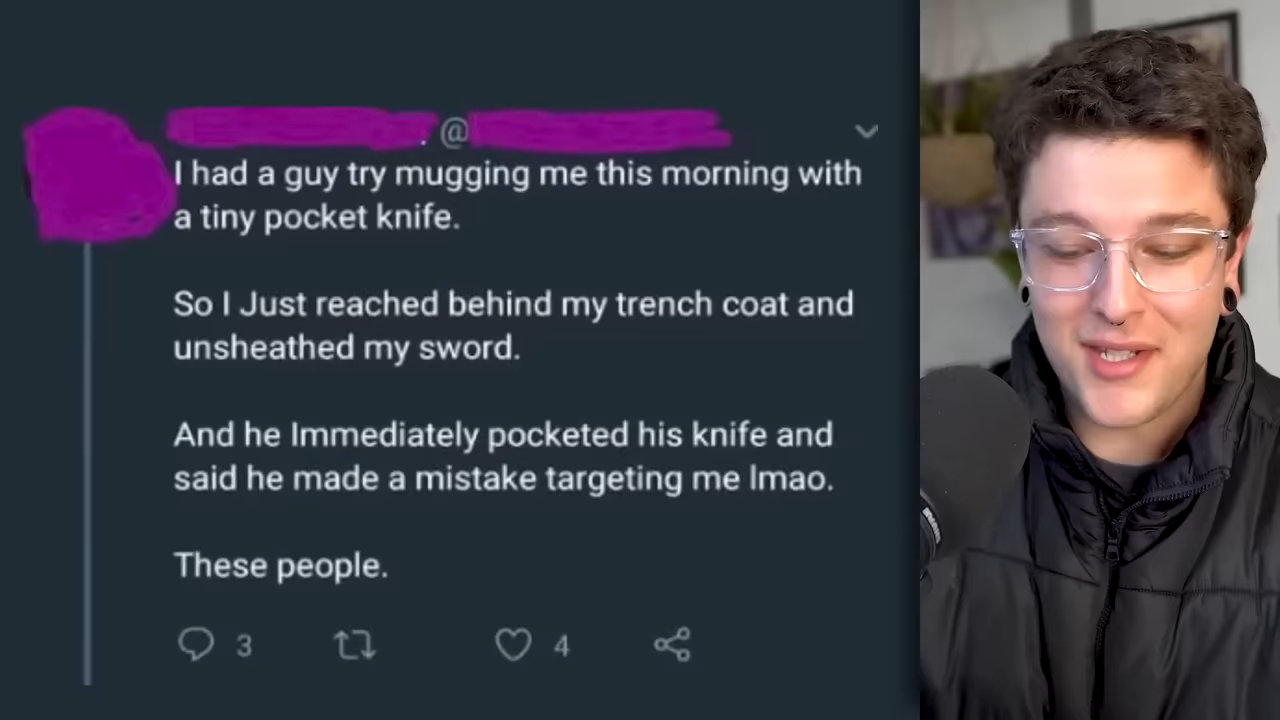 @
I had a guy try mugging me this morning with
a tiny pocket knife.
So I Just reached behind my trench coat and
unsheathed my sword.
And he Immediately pocketed his knife and
said he made a mistake targeting me lmao.
These people.
3 4